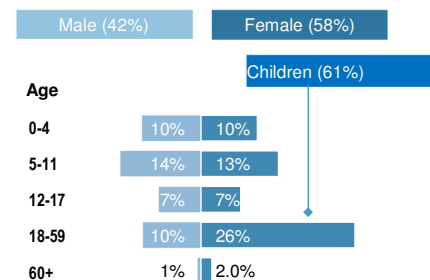 Male (42%) Female (58%)
Children (61%)
Age
0-4 10% 10%
5-11 14% 13%
12-17 7% 7%
18-59 10% 26%
60+ 1% 2.0%